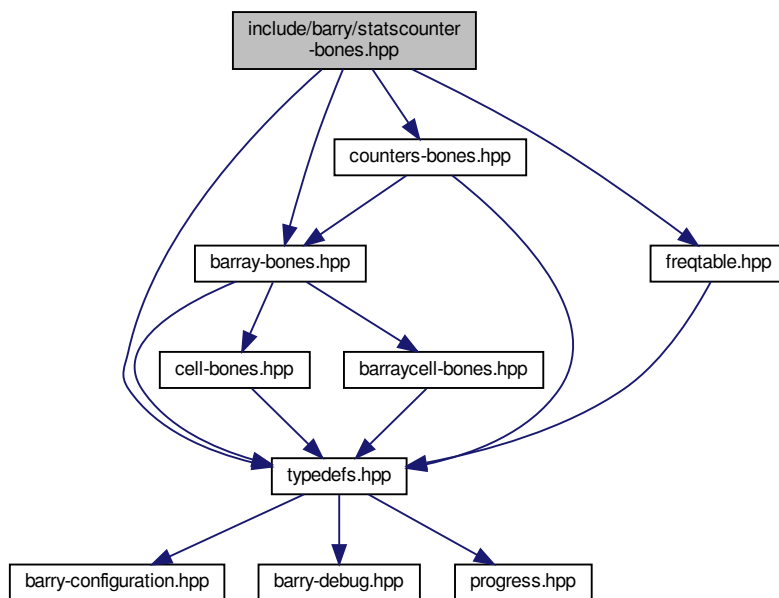 include/barry/statscounter
-bones.hpp
counters-bones.hpp
barray-bones.hpp
freqtable.hpp
cell-bones.hpp
barraycell-bones.hpp
typedefs.hpp
barry-configuration.hpp
barry-debug.hpp
progress.hpp